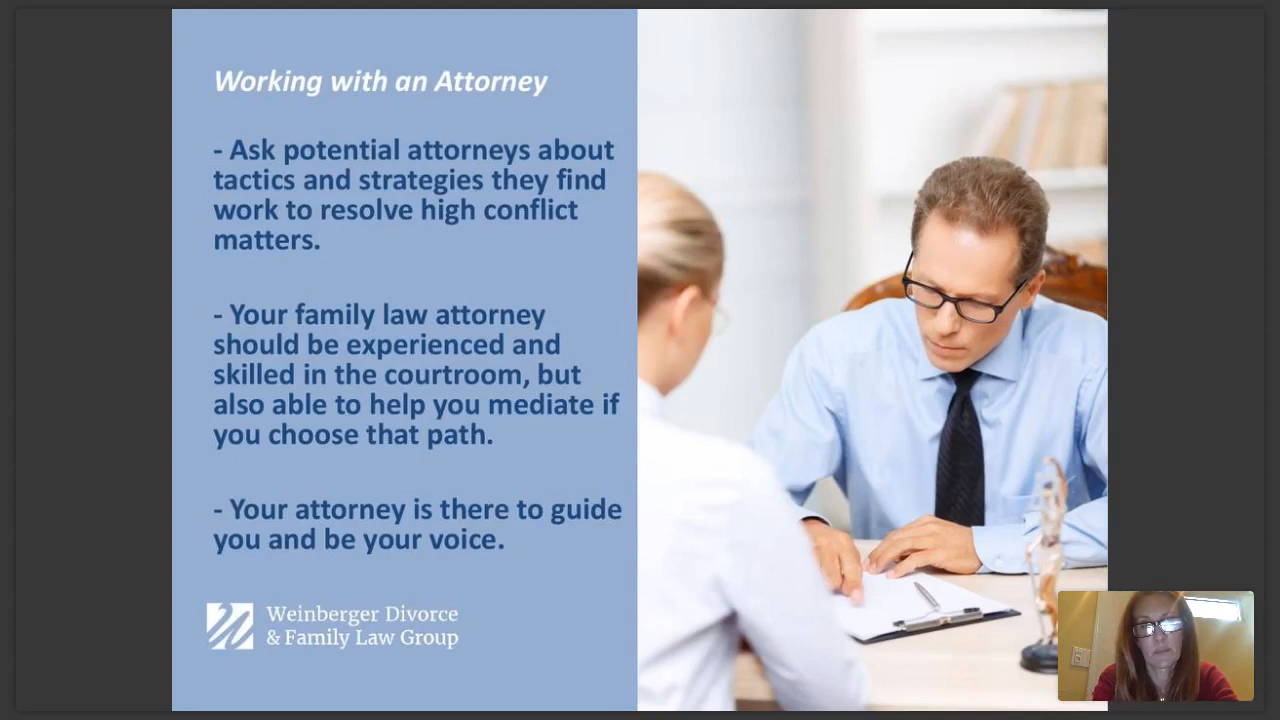 Working with an Attorney
- Ask potential attorneys about
tactics and strategies they find
work to resolve high conflict
matters.
- Your family law attorney
should be experienced and
skilled in the courtroom, but
also able to help you mediate if
you choose that path.
- Your attorney is there to guide
you and be your voice.
Weinberger Divorce
& Family Law Group